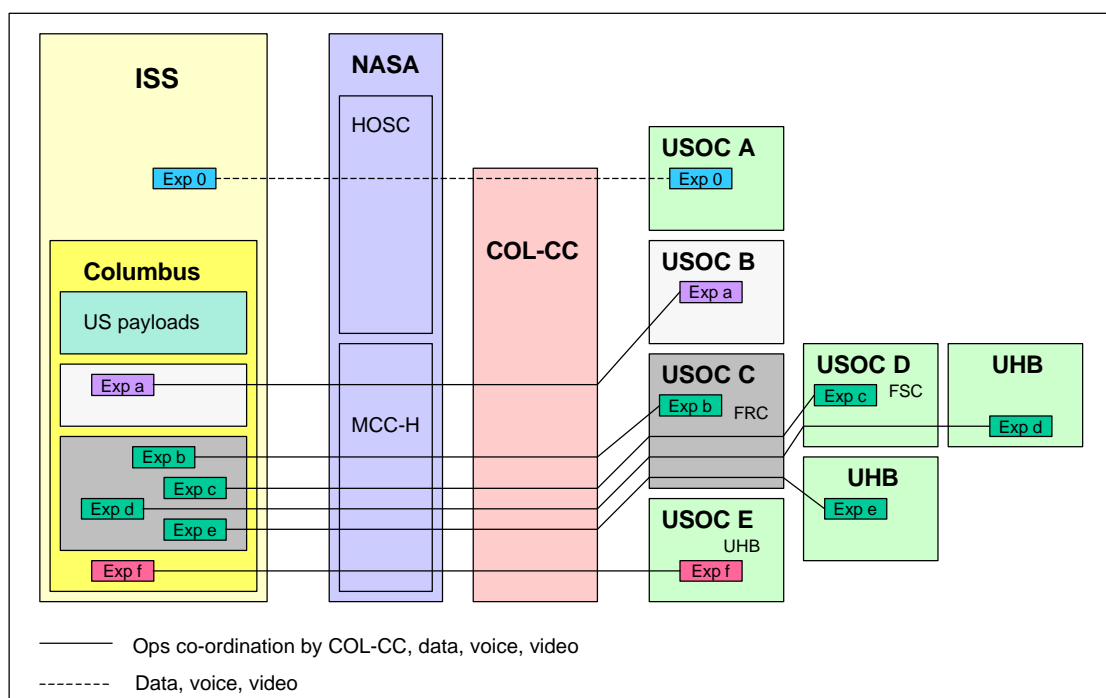 ISS
Exp 0
Columbus
US payloads
Exp a
Exp b
Exp c
Exp d
Exp e
Exp f
NASA
HOSC
MCC-H
COL-CC
USOC A
Exp 0
USOC B
Exp a
USOC C
Exp b
FRC
USOC D
Exp c
FSC
UHB
Exp d
UHB
Exp e
USOC E
UHB
Exp f
Ops co-ordination by COL-CC, data, voice, video
Data, voice, video